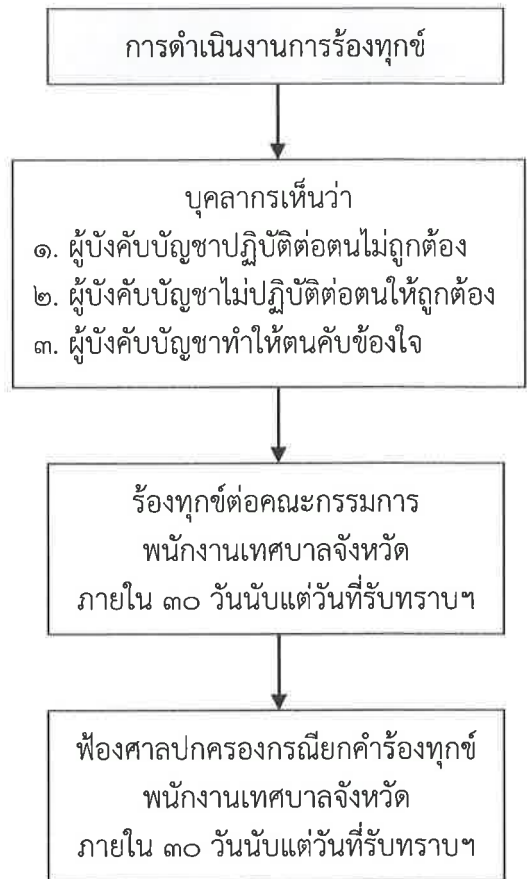 การดำเนินงานการร้องทุกข์
บุคลากรเห็นว่า
๑. ผู้บังคับบัญชาปฏิบัติต่อตนไม่ถูกต้อง
๒. ผู้บังคับบัญชาไม่ปฏิบัติต่อตนให้ถูกต้อง
๓. ผู้บังคับบัญชาทำให้ตนคับข้องใจ
ร้องทุกข์ต่อคณะกรรมการ
พนักงานเทศบาลจังหวัด
ภายใน ๓๐ วันนับแต่วันที่รับทราบฯ
ฟ้องศาลปกครองกรณียกคำร้องทุกข์
พนักงานเทศบาลจังหวัด
ภายใน ๓๐ วันนับแต่วันที่รับทราบฯ